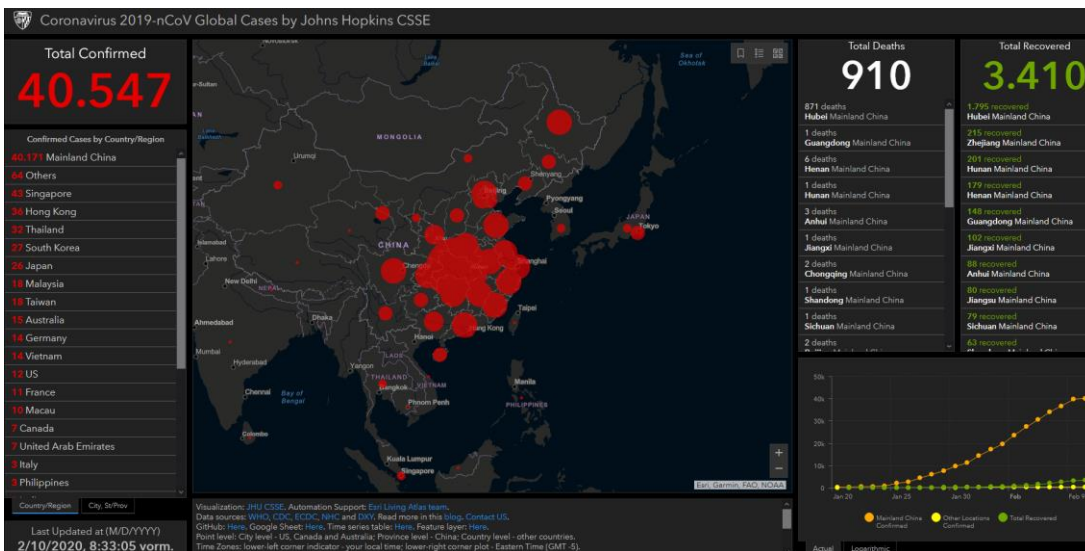 Coronavirus 2019-nCoV Global Cases by Johns Hopkins CSSE
Total Confirmed
40.547
Confirmed Cases by Country/Region
40.171 Mainland China
64 Others
43 Singapore
36 Hong Kong
32 Thailand
27 South Korea
26 Japan
18 Malaysia
18 Taiwan
15 Australia
14 Germany
14 Vietnam
12 US
11 France
10 Macau
7 Canada
7 United Arab Emirates
3 Italy
3 Philippines
Country/Region
City, St/Prov
Last Updated at (M/D/YYYY)
2/10/2020, 8:33:05 vorm.
Sea of
Okhotsk
MONGOLIA
Urumqi
Shenyang
Pyongyang
Seoul
JAPAN
Tokyo
CHINA
Islamabad
Lahore
New Delhi
NEPAL
Shanghai
Taipei
Ahmedabad
Dhaka
Hong Kong
Hanoi
Mumbai
Hyderabad
Yangon
LAOS
THAILAND
Bangkok
VIETNAM
Manila
Chennai
Bay of
Bengal
Phnom Penh
PHILIPPINES
Colombo
Kuala Lumpur
Singapore
+
−
Esri, Garmin, FAO, NOAA
Visualization: JHU CSSE. Automation Support: Esri Living Atlas team.
Data sources: WHO, CDC, ECDC, NHC and DXY. Read more in this blog. Contact US.
GitHub: Here. Google Sheet: Here. Time series table: Here. Feature layer: Here.
Point level: City level - US, Canada and Australia; Province level - China; Country level - other countries.
Time Zones: lower-left corner indicator - your local time; lower-right corner plot - Eastern Time (GMT -5).
Total Deaths
910
871 deaths
Hubei Mainland China
1 deaths
Guangdong Mainland China
6 deaths
Henan Mainland China
1 deaths
Hunan Mainland China
3 deaths
Anhui Mainland China
1 deaths
Jiangxi Mainland China
2 deaths
Chongqing Mainland China
1 deaths
Shandong Mainland China
1 deaths
Sichuan Mainland China
2 deaths
Total Recovered
3.410
1.795 recovered
Hubei Mainland China
215 recovered
Zhejiang Mainland China
201 recovered
Hunan Mainland China
179 recovered
Henan Mainland China
148 recovered
Guangdong Mainland China
102 recovered
Jiangxi Mainland China
88 recovered
Anhui Mainland China
80 recovered
Jiangsu Mainland China
79 recovered
Sichuan Mainland China
63 recovered
50k
40k
30k
20k
10k
0
Jan 20
Jan 25
Jan 30
Feb
Feb 9
Mainland China
Confirmed
Other Locations
Confirmed
Total Recovered
Actual
Logarithmic